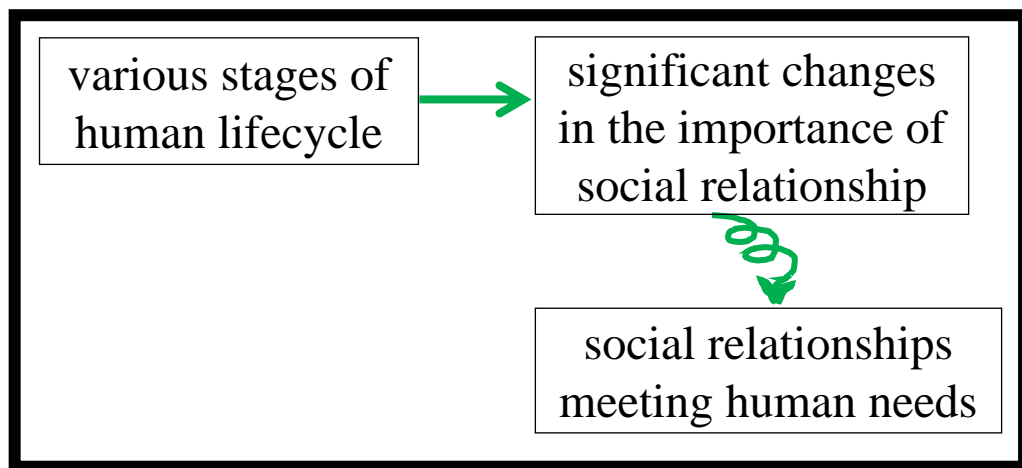 various stages of
human lifecycle
significant changes
in the importance of
social relationship
social relationships
meeting human needs